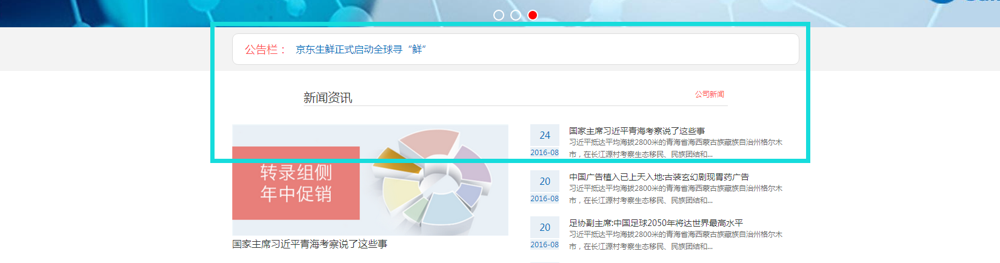 公告栏： 京东生鲜正式启动全球寻“鲜”
新闻资讯
公司新闻
转录组侧
年中促销
国家主席习近平青海考察说了这些事
24
2016-08
国家主席习近平青海考察说了这些事
习近平抵达平均海拔2800米的青海省海西蒙古族藏族自治州格尔木
市，在长江源村考察生态移民、民族团结和...
20
2016-08
中国广告植入已上天入地:古装玄幻剧现胃药广告
习近平抵达平均海拔2800米的青海省海西蒙古族藏族自治州格尔木
市，在长江源村考察生态移民、民族团结和...
20
2016-08
足协副主席:中国足球2050年将达世界最高水平
习近平抵达平均海拔2800米的青海省海西蒙古族藏族自治州格尔木
市，在长江源村考察生态移民、民族团结和...